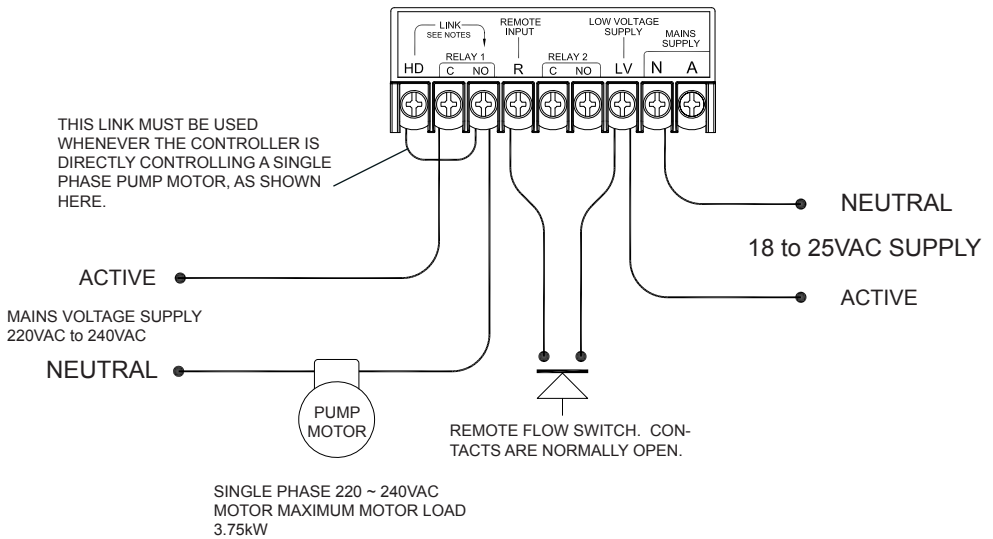 LINK
SEE NOTES
REMOTE
INPUT
LOW VOLTAGE
SUPPLY
MAINS
SUPPLY
RELAY 1
RELAY 2
HD C NO R C NO LV N A
THIS LINK MUST BE USED
WHENEVER THE CONTROLLER IS
DIRECTLY CONTROLLING A SINGLE
PHASE PUMP MOTOR, AS SHOWN
HERE.
NEUTRAL
18 to 25VAC SUPPLY
ACTIVE
ACTIVE
MAINS VOLTAGE SUPPLY
220VAC to 240VAC
NEUTRAL
PUMP
MOTOR
REMOTE FLOW SWITCH. CON-
TACTS ARE NORMALLY OPEN.
SINGLE PHASE 220 ~ 240VAC
MOTOR MAXIMUM MOTOR LOAD
3.75kW